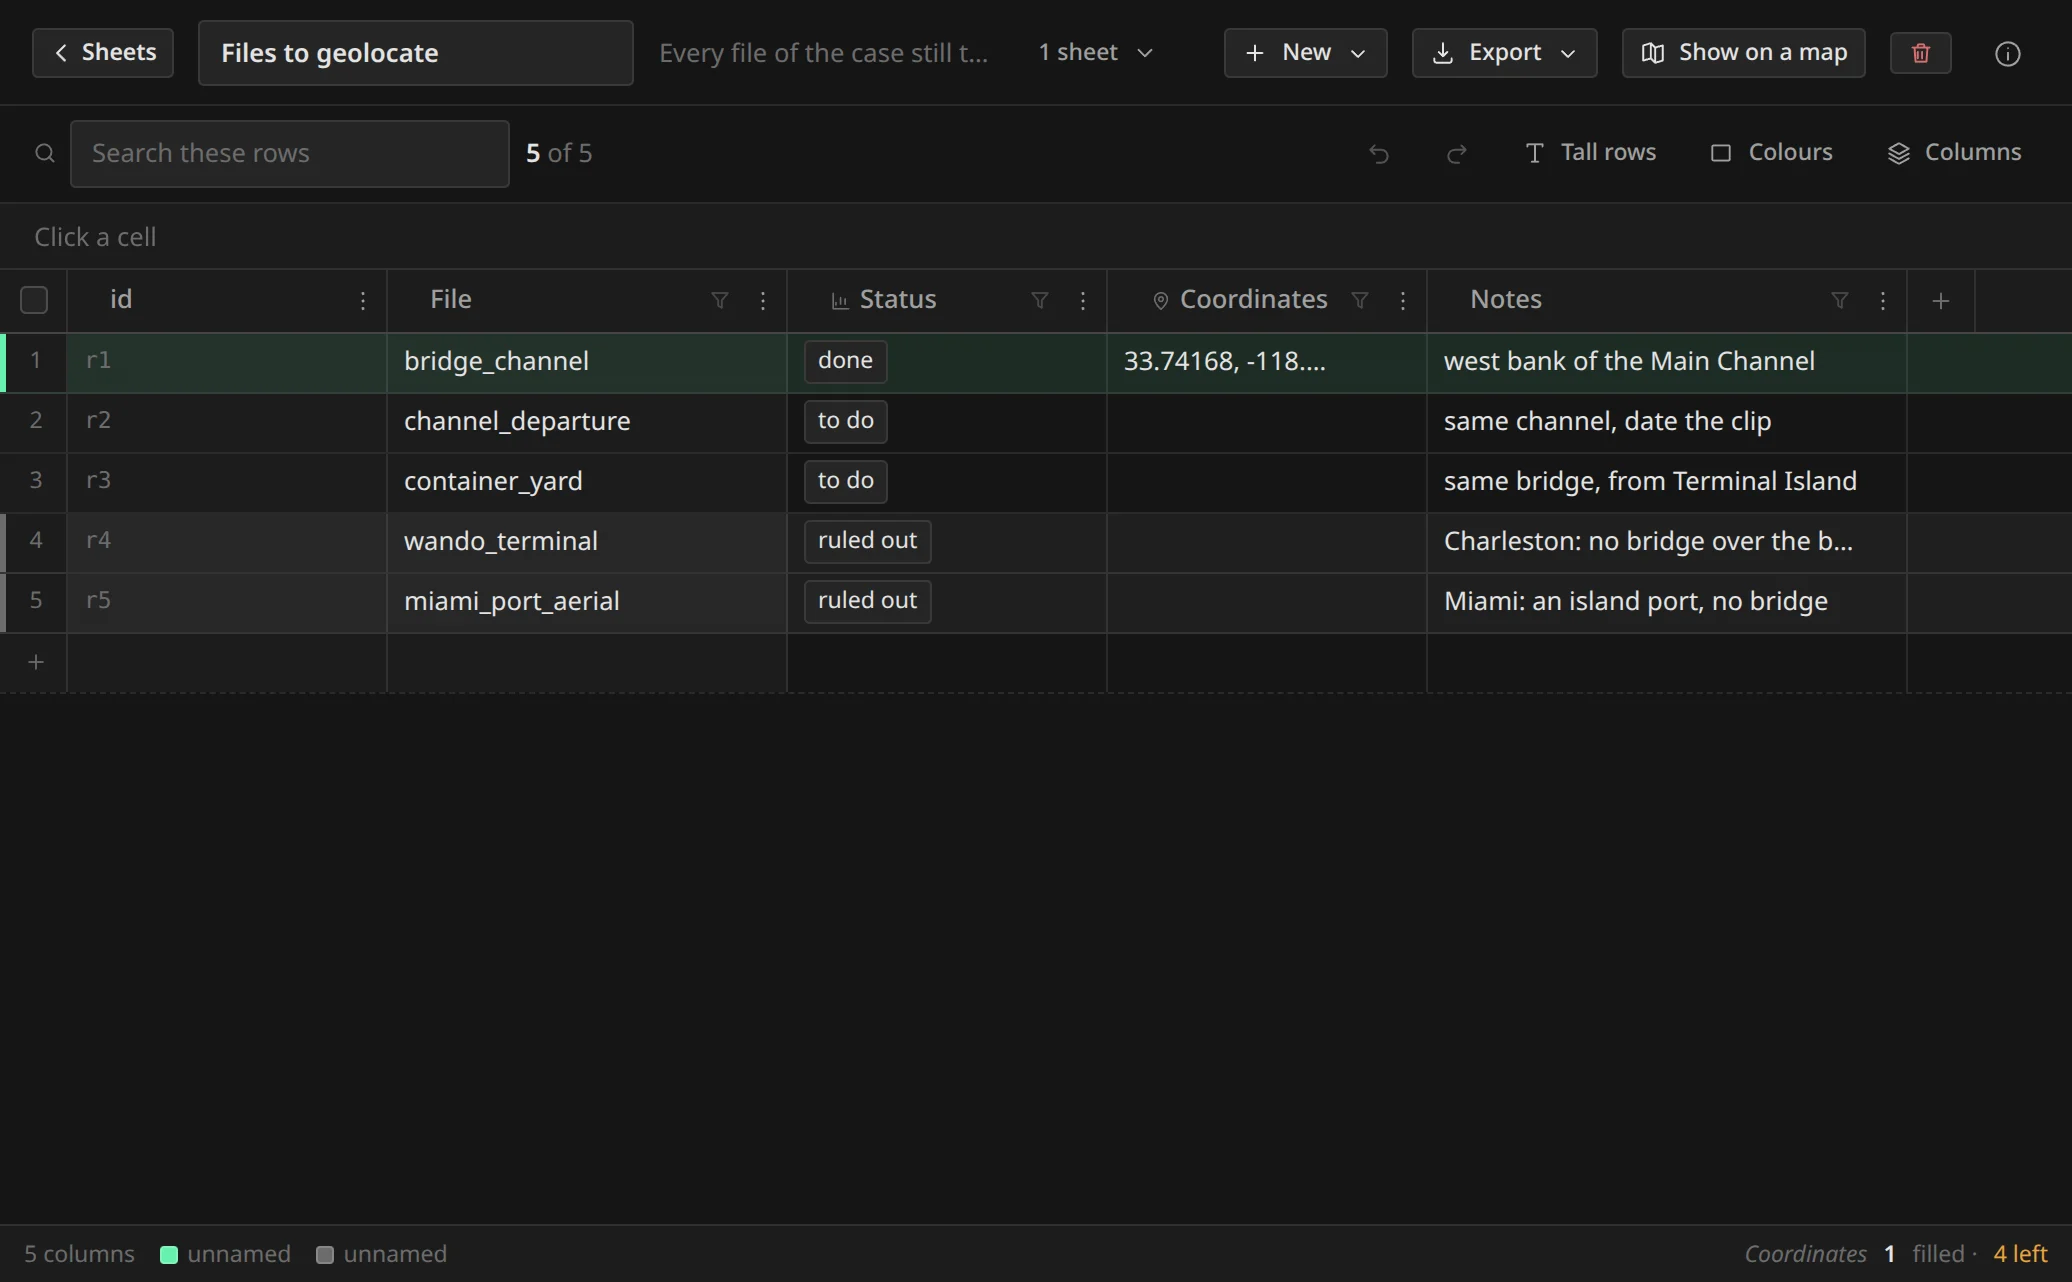 Sheets
Files to geolocate
Every file of the case still t...
1 sheet
New
Export
Show on a map
Search these rows
5 of 5
Tall rows
Colours
Columns
Click a cell
id File Status Coordinates Notes
1 r1 bridge_channel done 33.74168, -118.... west bank of the Main Channel
2 r2 channel_departure to do same channel, date the clip
3 r3 container_yard to do same bridge, from Terminal Island
4 r4 wando_terminal ruled out Charleston: no bridge over the b...
5 r5 miami_port_aerial ruled out Miami: an island port, no bridge
5 columns unnamed unnamed Coordinates 1 filled · 4 left